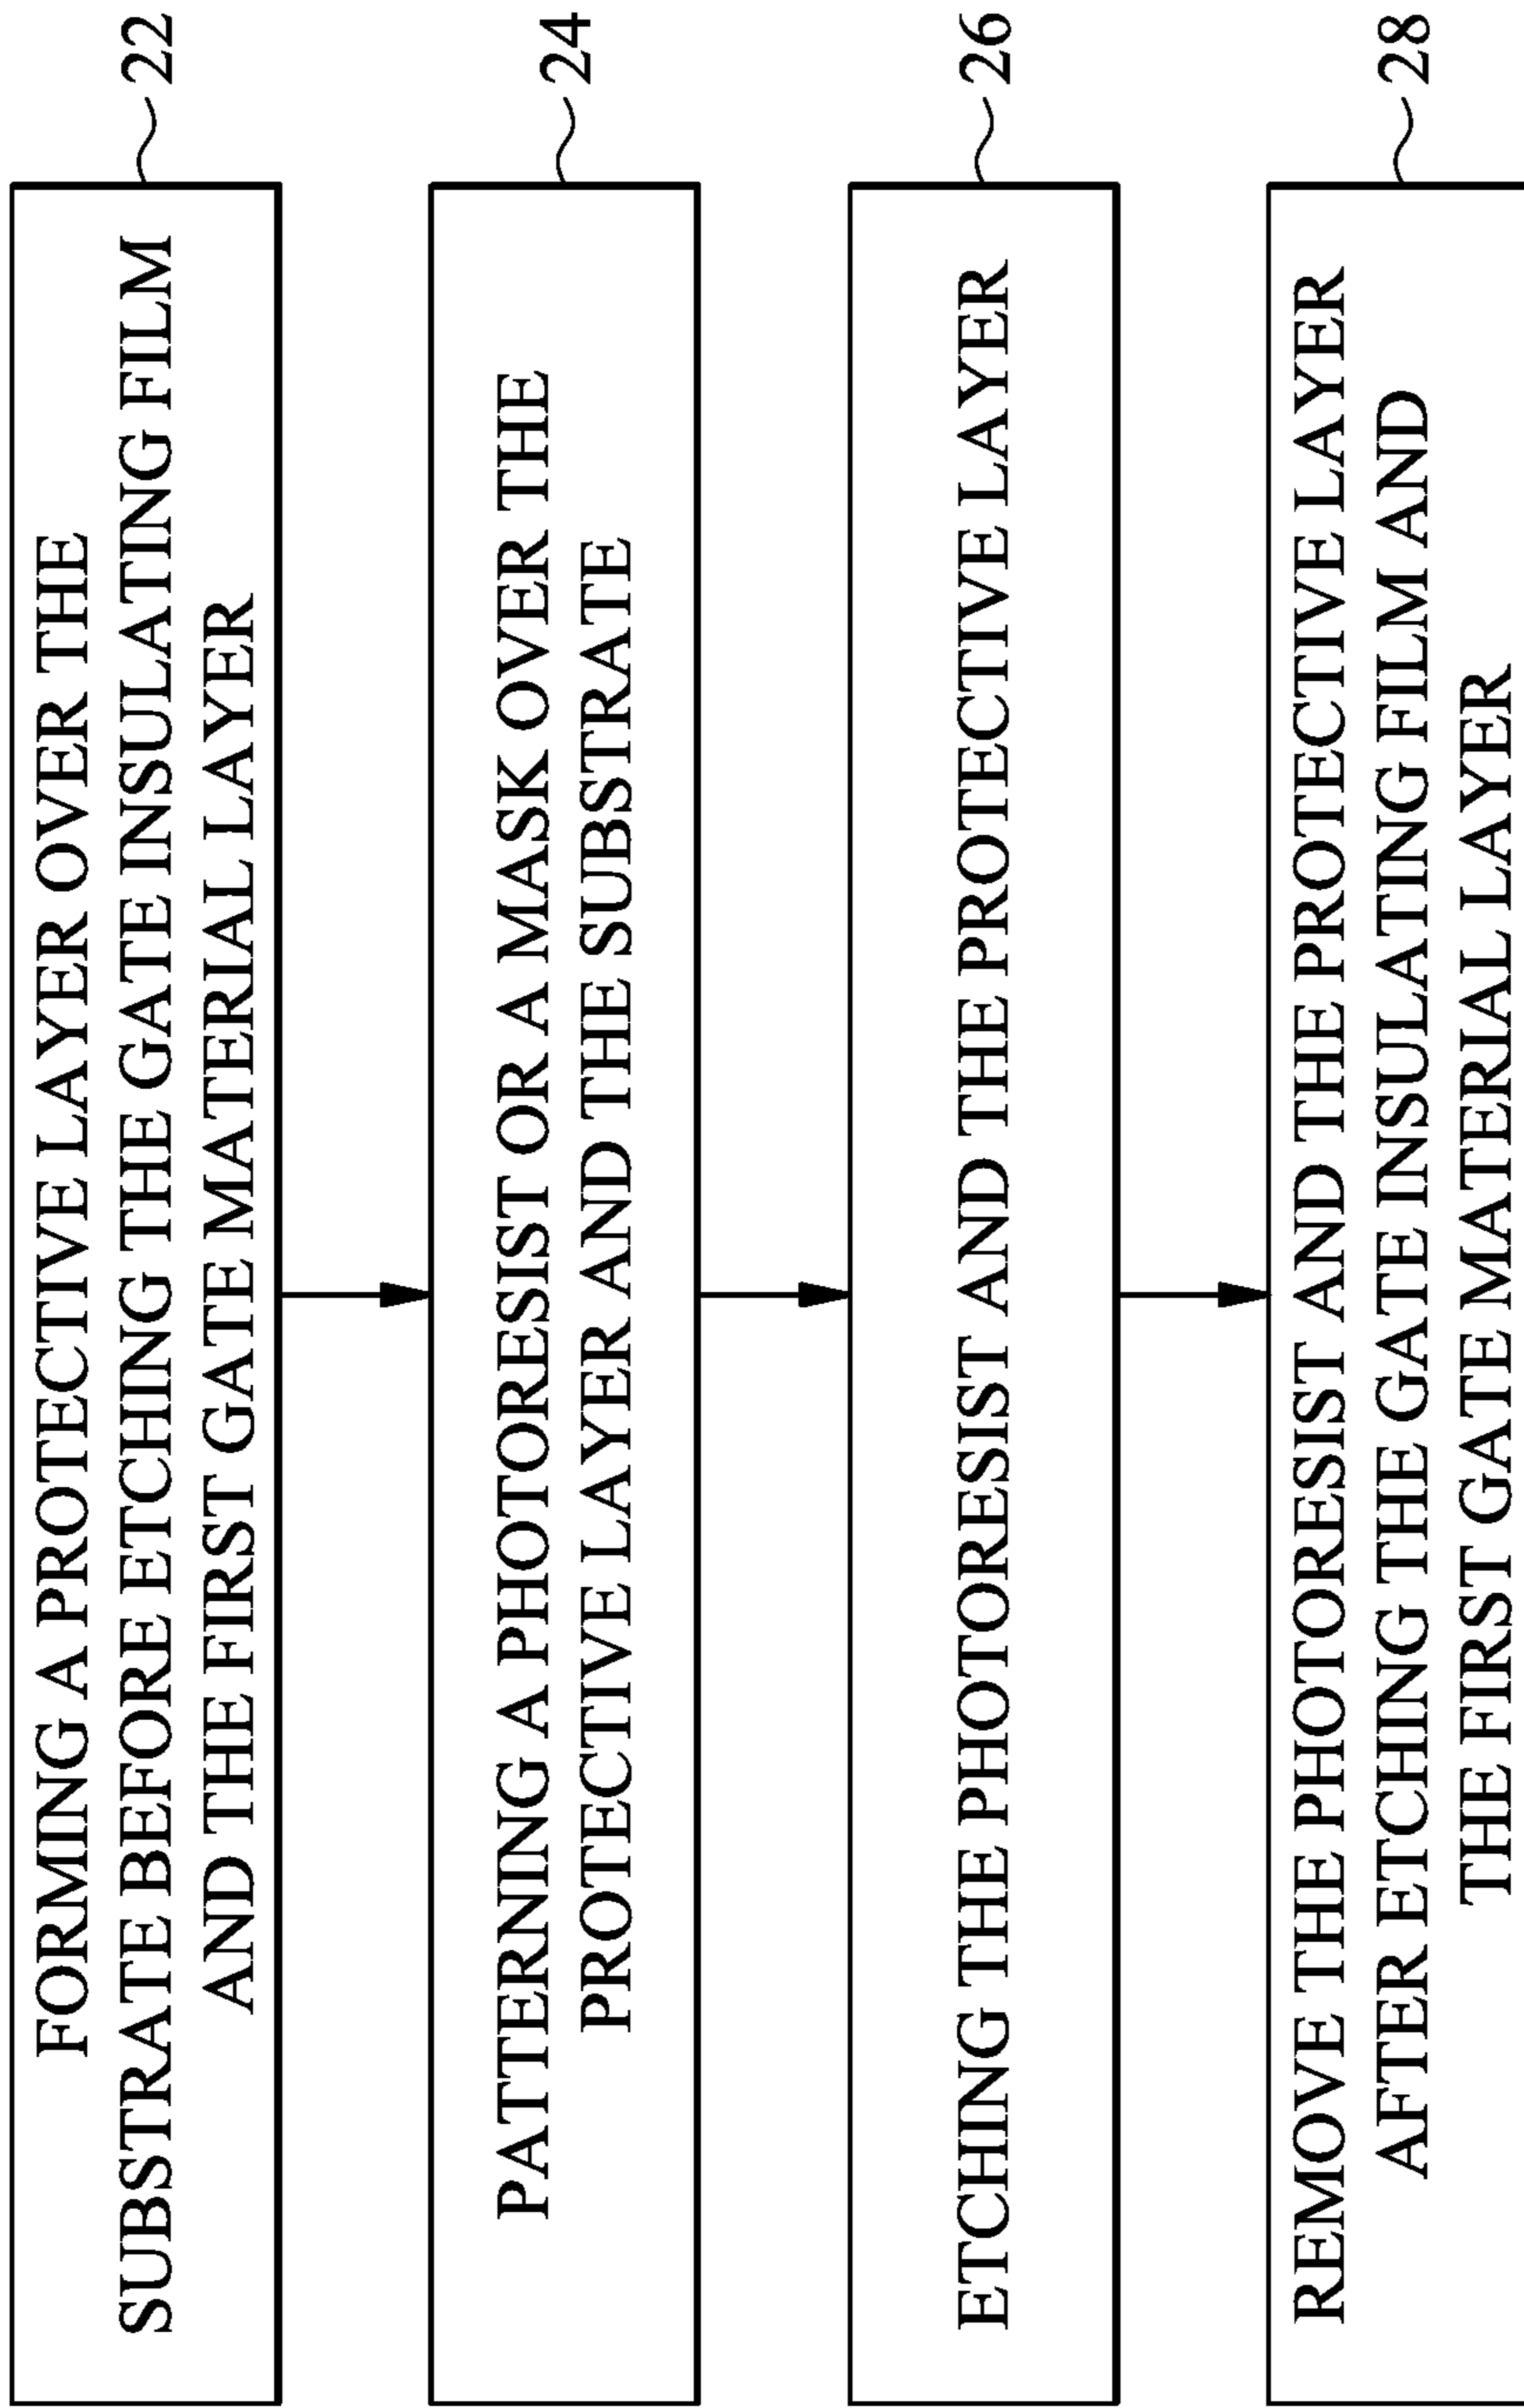 FORMING A PROTECTIVE LAYER OVER THE
SUBSTRATE BEFORE ETCHING THE GATE INSULATING FILM
AND THE FIRST GATE MATERIAL LAYER
22
PATTERNING A PHOTORESIST OR A MASK OVER THE
PROTECTIVE LAYER AND THE SUBSTRATE
24
ETCHING THE PHOTORESIST AND THE PROTECTIVE LAYER
26
REMOVE THE PHOTORESIST AND THE PROTECTIVE LAYER
AFTER ETCHING THE GATE INSULATING FILM AND
THE FIRST GATE MATERIAL LAYER
28